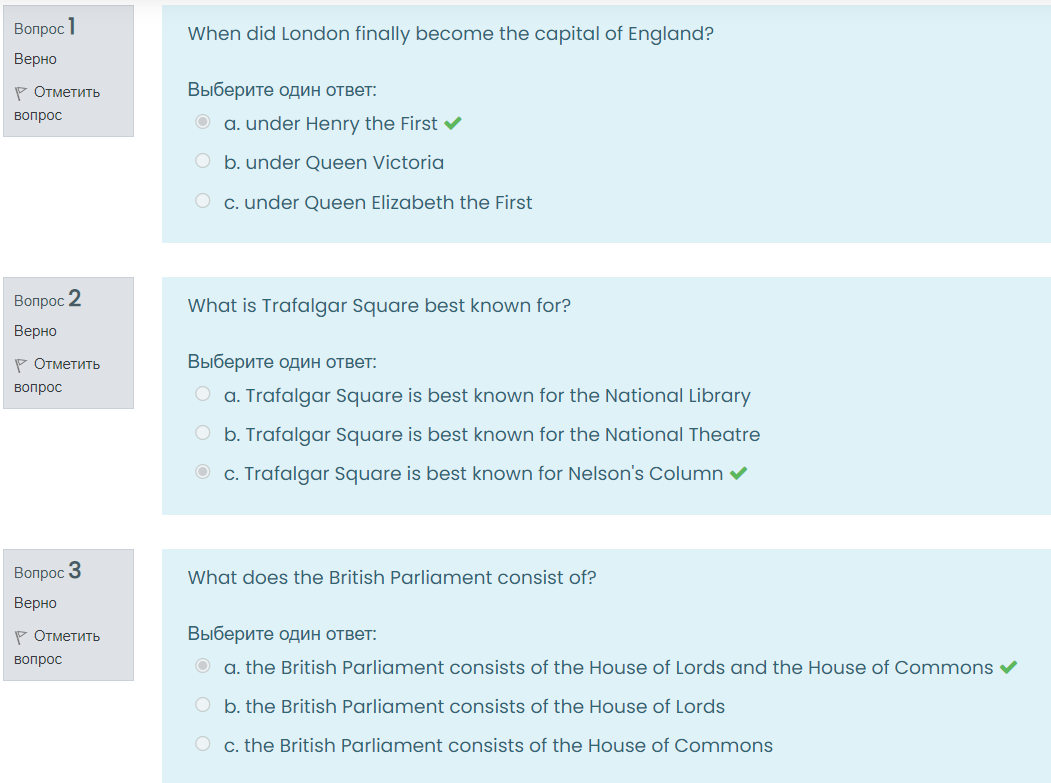 Вопрос 1
Верно
Отметить
вопрос
When did London finally become the capital of England?
Выберите один ответ:
a. under Henry the First
b. under Queen Victoria
c. under Queen Elizabeth the First
Вопрос 2
Верно
Отметить
вопрос
What is Trafalgar Square best known for?
Выберите один ответ:
a. Trafalgar Square is best known for the National Library
b. Trafalgar Square is best known for the National Theatre
c. Trafalgar Square is best known for Nelson's Column
Вопрос 3
Верно
Отметить
вопрос
What does the British Parliament consist of?
Выберите один ответ:
a. the British Parliament consists of the House of Lords and the House of Commons
b. the British Parliament consists of the House of Lords
c. the British Parliament consists of the House of Commons